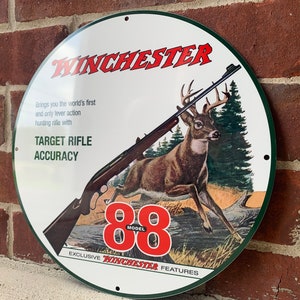 WINCHESTER
Brings you the world's first
and only lever action
hunting rifle with
TARGET RIFLE
ACCURACY
88
MODEL
EXCLUSIVE WINCHESTER FEATURES